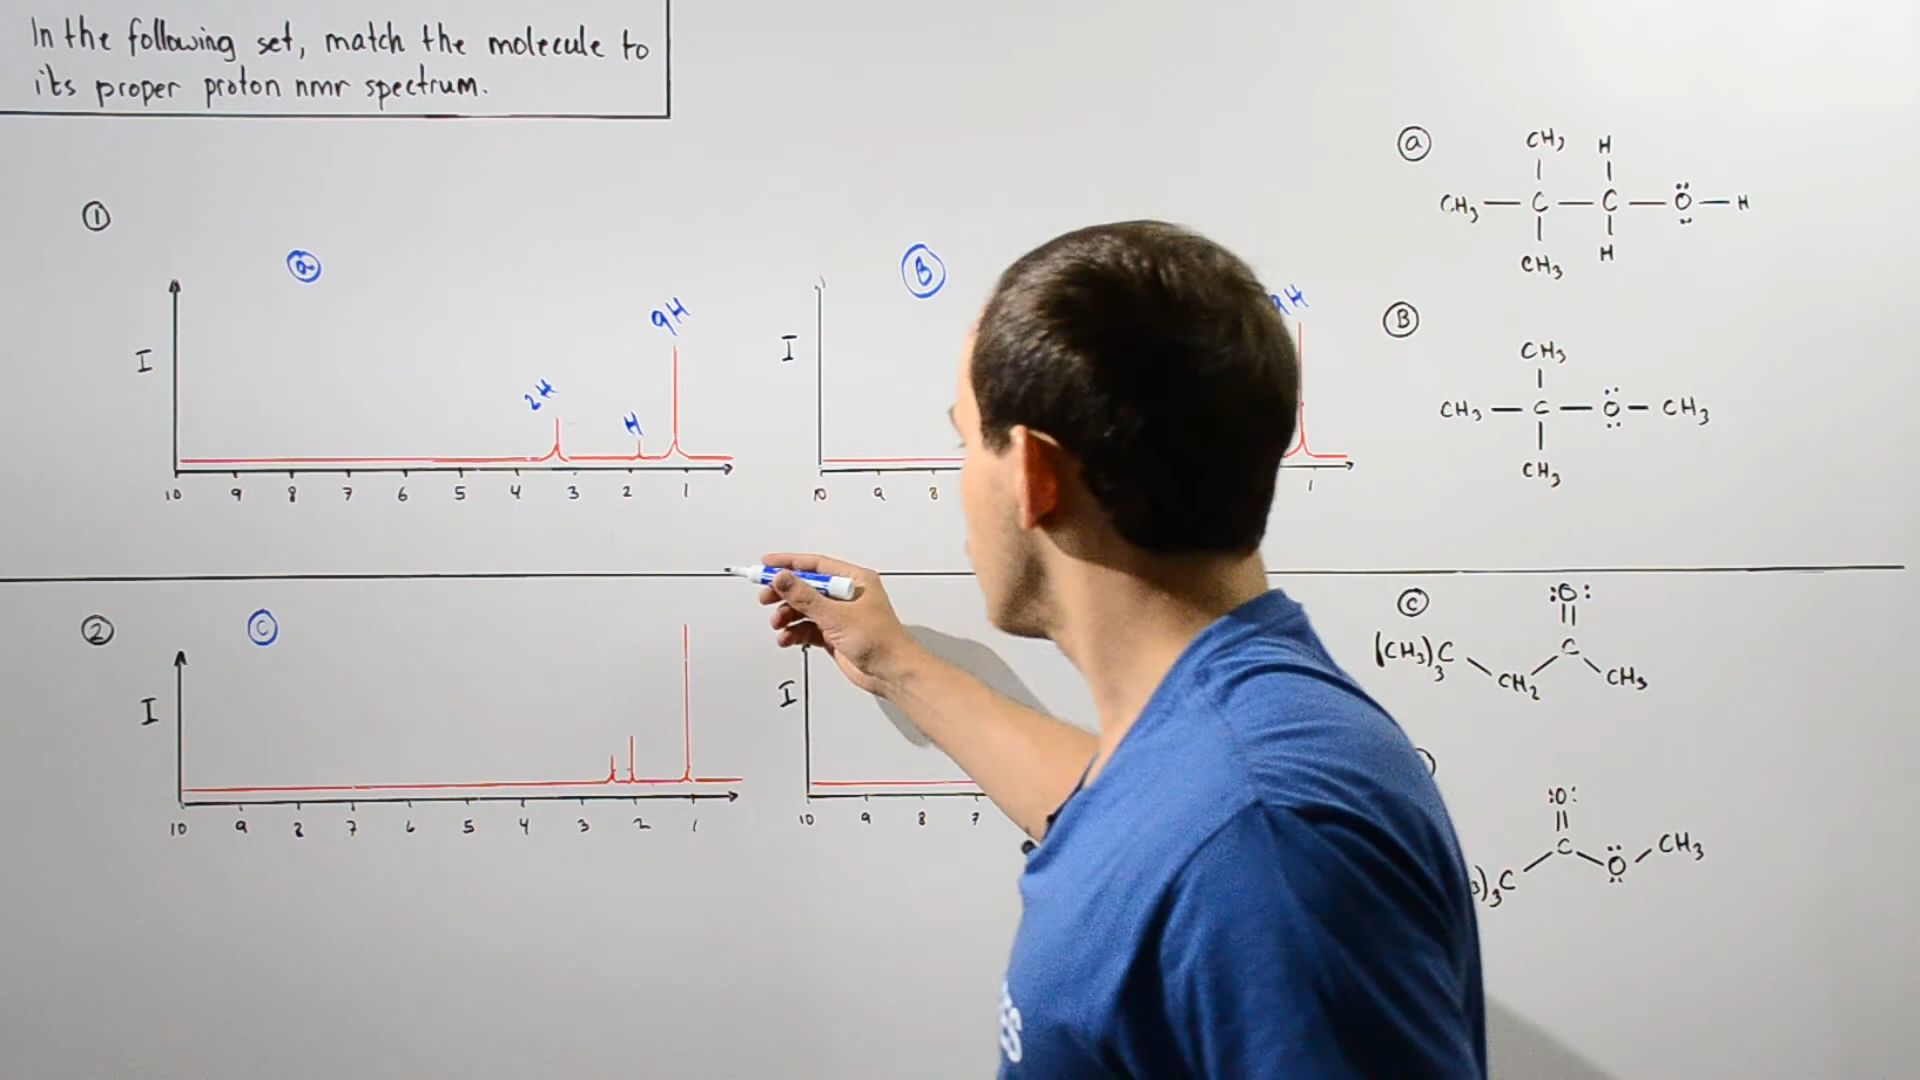 In the following set, match the molecule to
its proper proton nmr spectrum.
1
a
I
2H
H
9H
10 9 8 7 6 5 4 3 2 1
B
I
9H
10 9 8 1
a
CH3 H
CH3 — C — C — O — H
CH3 H
B
CH3
CH3 — C — O — CH3
CH3
2
C
I
10 9 8 7 6 5 4 3 2 1
I
10 9 8 7
C
:O:
(CH3)3C CH2 C CH3
:O:
3)3C C O CH3